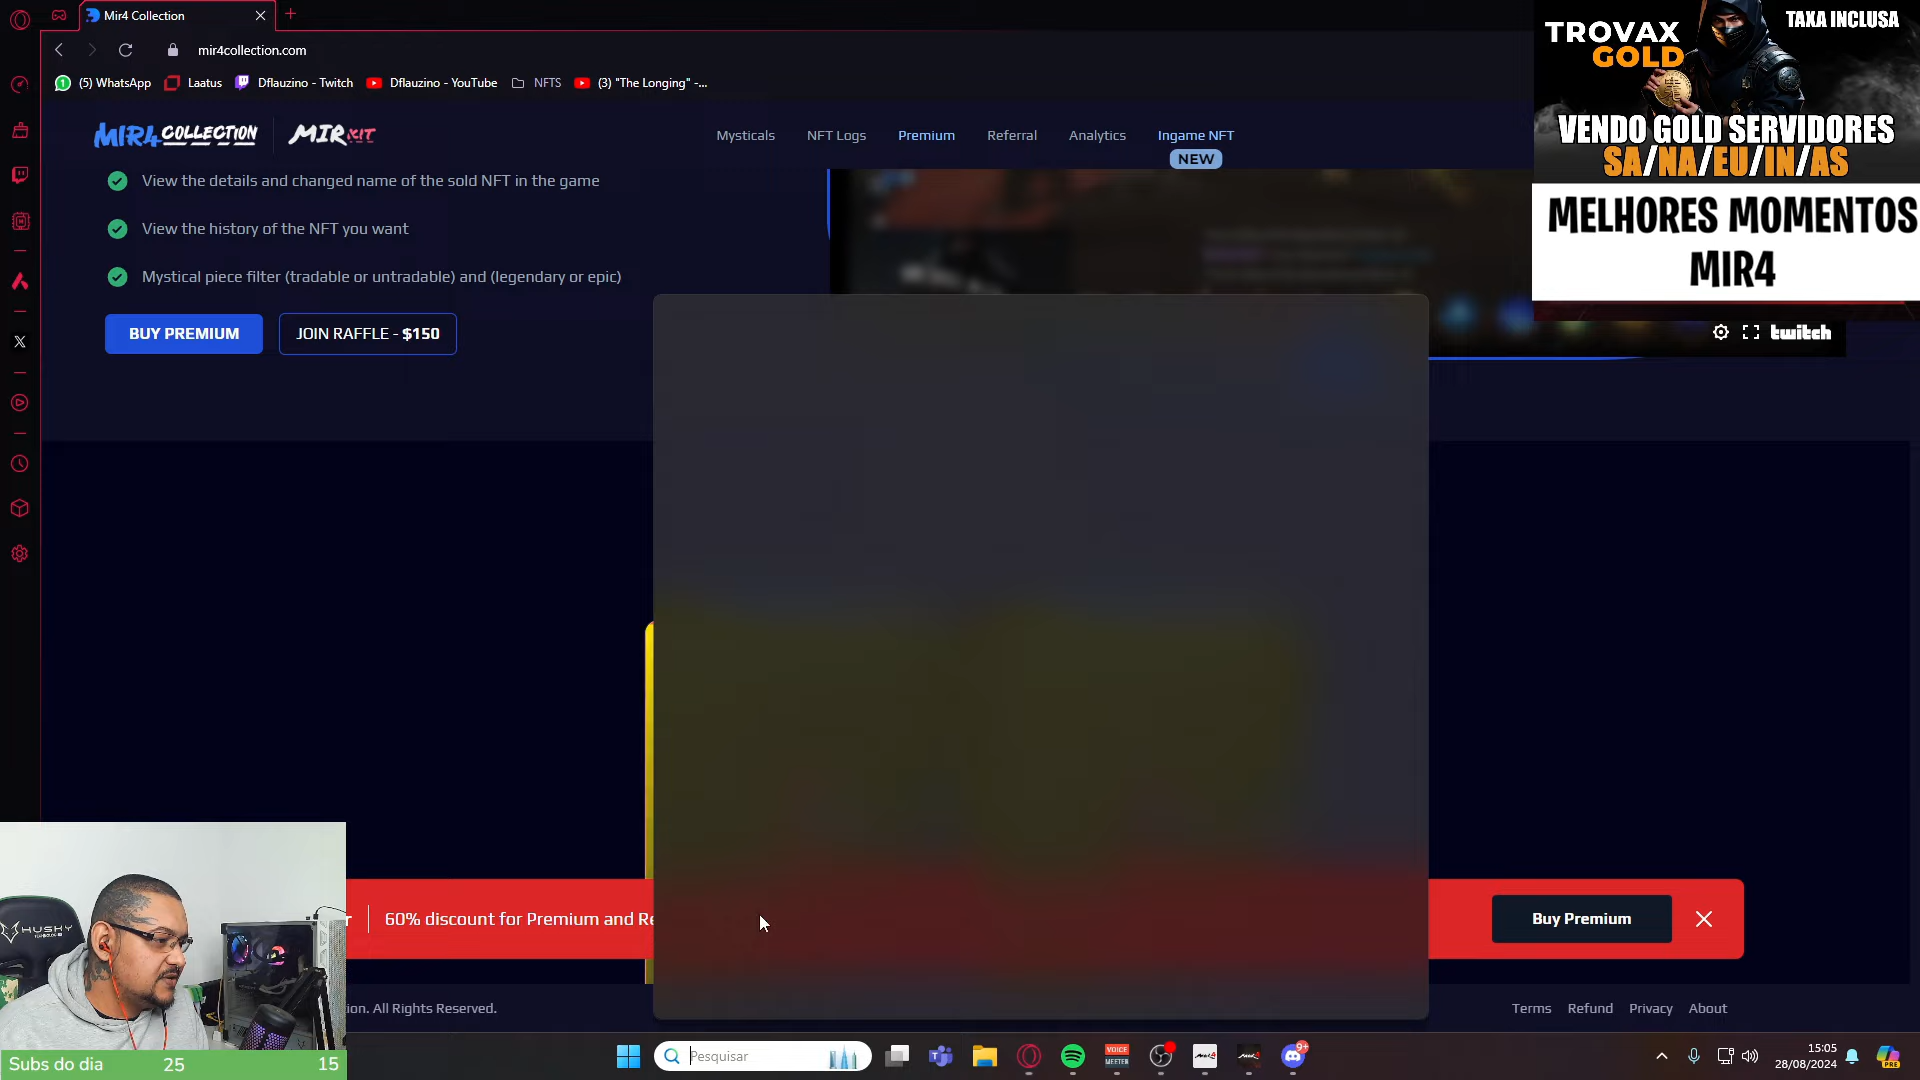 Mir4 Collection
mir4collection.com
(5) WhatsApp
Laatus
Dflauzino - Twitch
Dflauzino - YouTube
NFTS
(3) "The Longing" -...
MIR4 COLLECTION
MIR KIT
Mysticals
NFT Logs
Premium
Referral
Analytics
Ingame NFT
NEW
View the details and changed name of the sold NFT in the game
View the history of the NFT you want
Mystical piece filter (tradable or untradable) and (legendary or epic)
BUY PREMIUM
JOIN RAFFLE - $150
TROVAX
GOLD
TAXA INCLUSA
VENDO GOLD SERVIDORES
SA/NA/EU/IN/AS
MELHORES MOMENTOS
MIR4
twitch
60% discount for Premium and
Buy Premium
All Rights Reserved.
Terms
Refund
Privacy
About
HUSKY
Subs do dia
25
15
Pesquisar
VOICE
MEETER
9+
15:05
28/08/2024
PRE